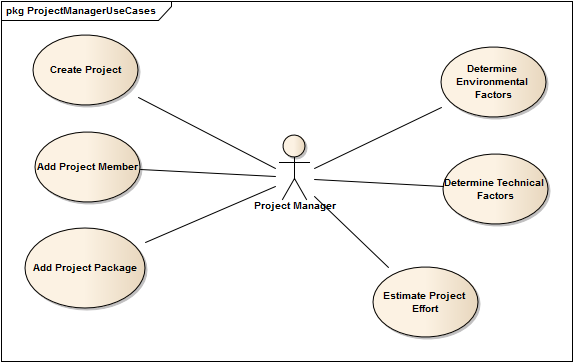 pkg ProjectManagerUseCases
Create Project
Add Project Member
Add Project Package
Project Manager
Determine
Environmental
Factors
Determine Technical
Factors
Estimate Project
Effort